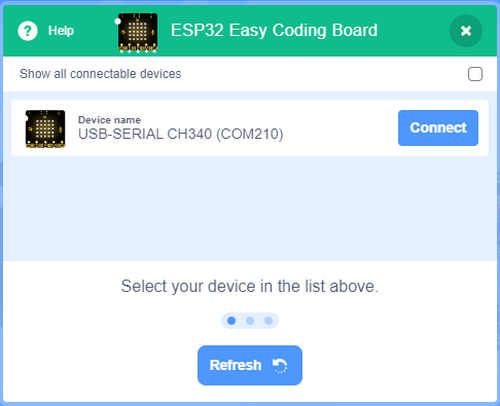 ? Help
ESP32 Easy Coding Board
Show all connectable devices
Device name
USB-SERIAL CH340 (COM210)
Connect
Select your device in the list above.
Refresh